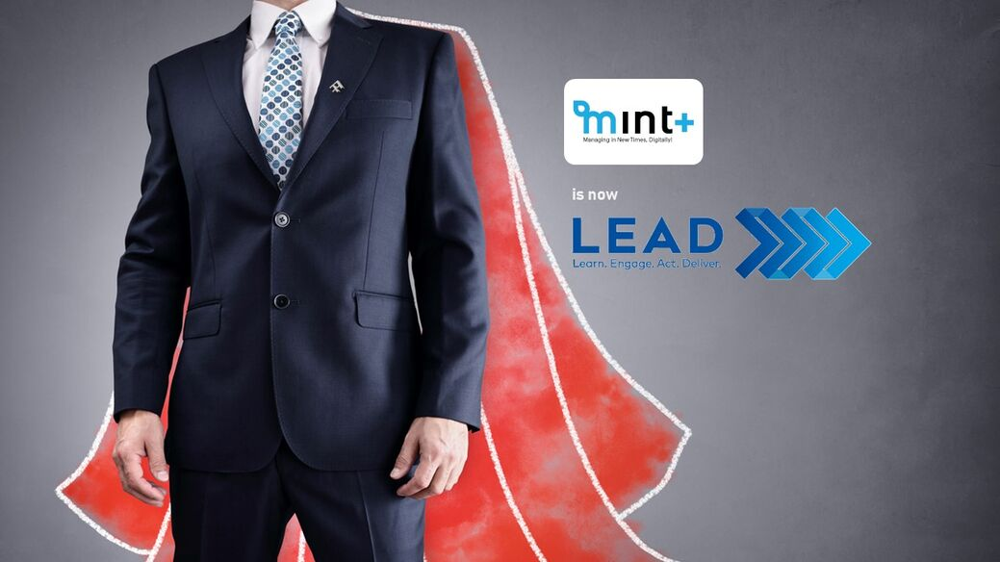 mint+
Managing in New Times, Digitally!
is now
LEAD
Learn. Engage. Act. Deliver.